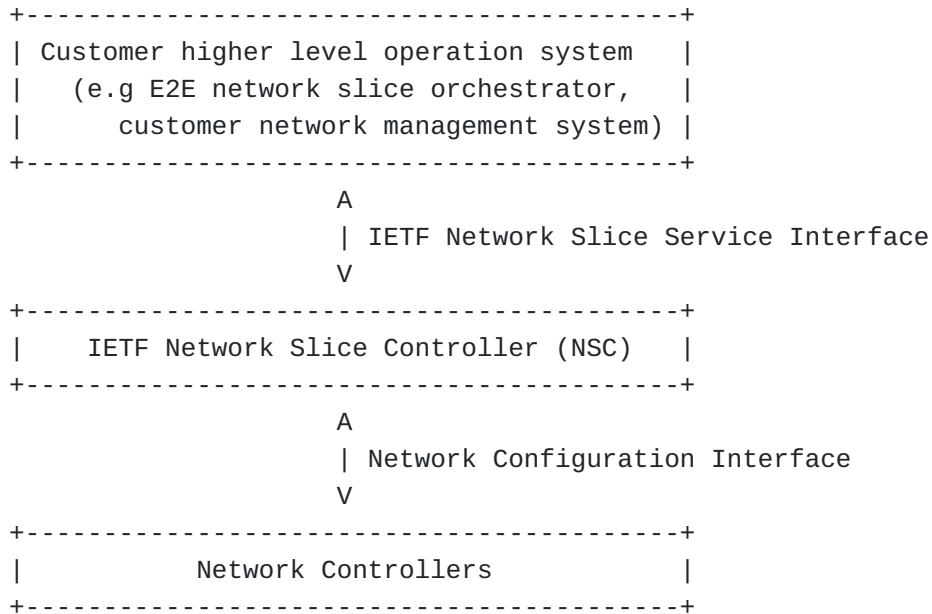 +------------------------------------------+
| Customer higher level operation system   |
|   (e.g E2E network slice orchestrator,   |
|      customer network management system) |
+------------------------------------------+
                     A
                     | IETF Network Slice Service Interface
                     V
+------------------------------------------+
|    IETF Network Slice Controller (NSC)   |
+------------------------------------------+
                     A
                     | Network Configuration Interface
                     V
+------------------------------------------+
|           Network Controllers            |
+------------------------------------------+